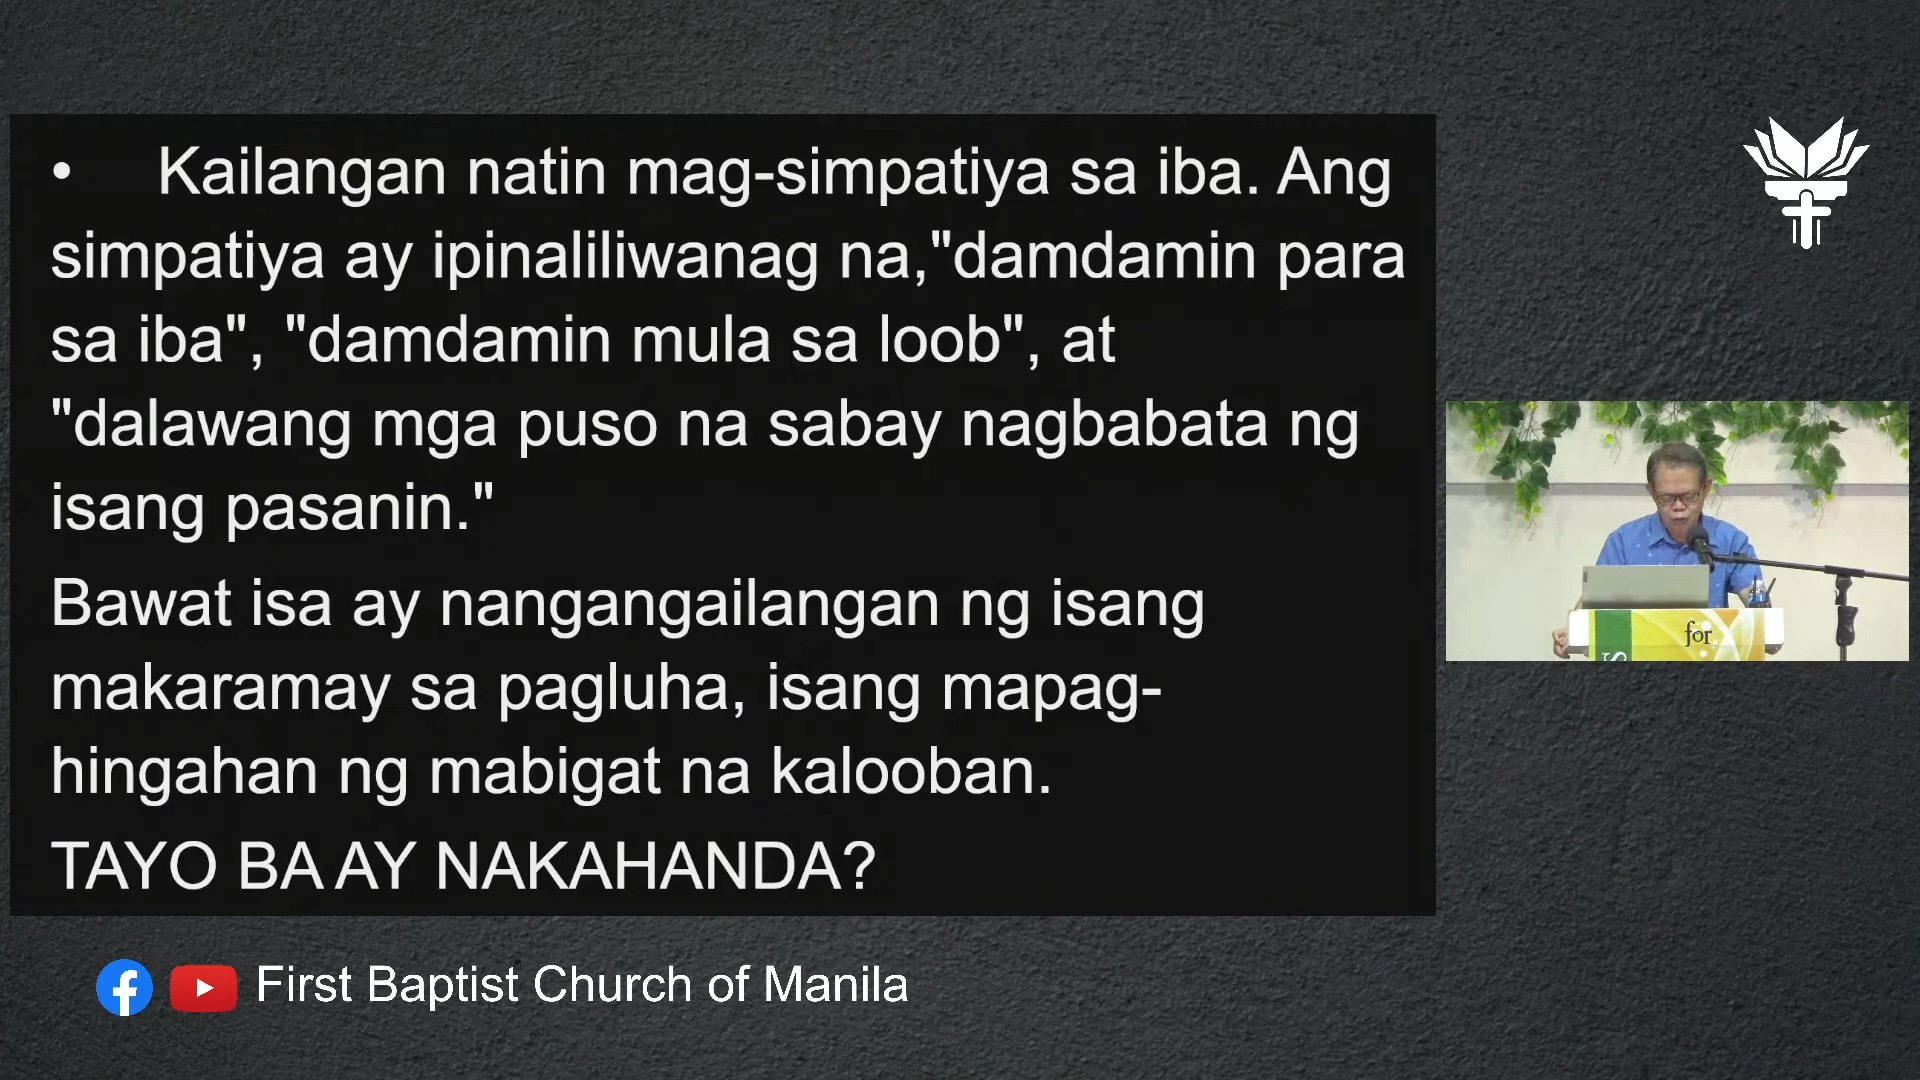 • Kailangan natin mag-simpatiya sa iba. Ang
simpatiya ay ipinaliliwanag na,"damdamin para
sa iba", "damdamin mula sa loob", at
"dalawang mga puso na sabay nagbabata ng
isang pasanin."
Bawat isa ay nangangailangan ng isang
makaramay sa pagluha, isang mapag-
hingahan ng mabigat na kalooban.
TAYO BA AY NAKAHANDA?
for
S
First Baptist Church of Manila